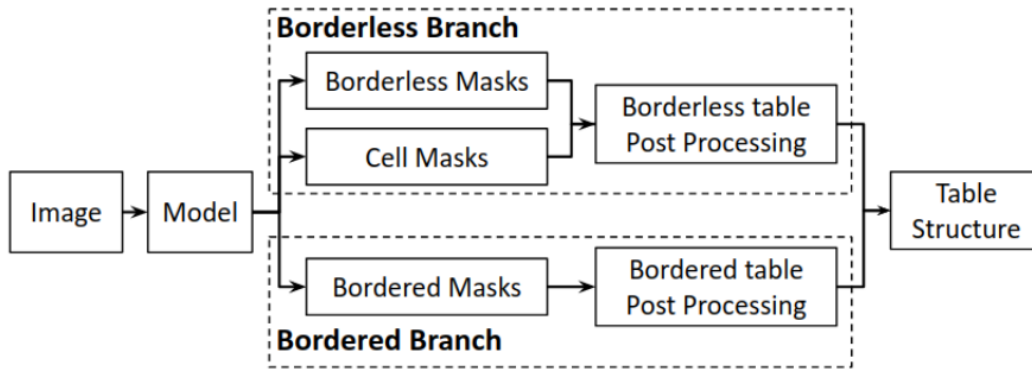 Borderless Branch
Borderless Masks
Cell Masks
Borderless table
Post Processing
Image
Model
Table
Structure
Bordered Masks
Bordered table
Post Processing
Bordered Branch